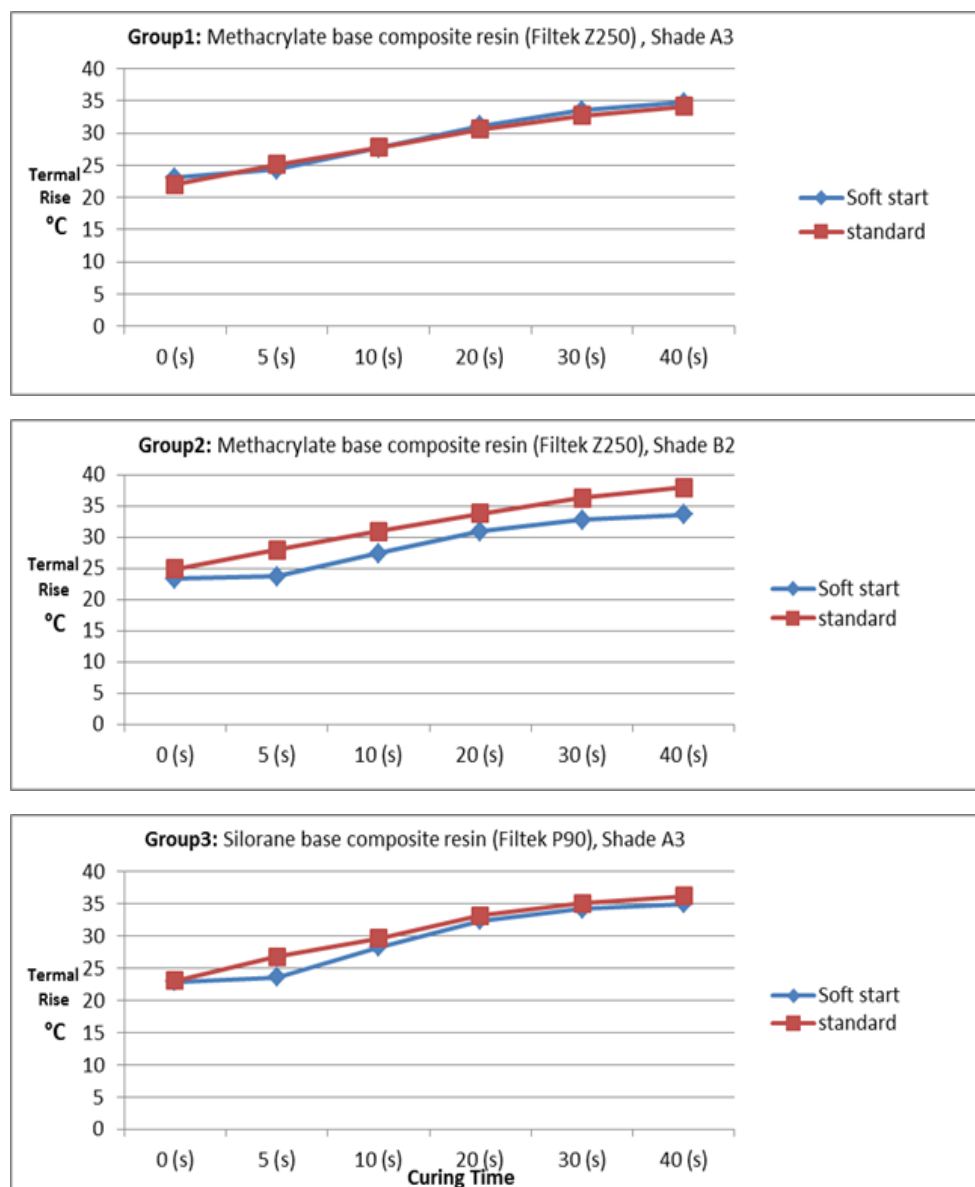 Group1: Methacrylate base composite resin (Filtek Z250) , Shade A3
40
35
30
25
20
15
10
5
0
Termal
Rise
°C
0 (s) 5 (s) 10 (s) 20 (s) 30 (s) 40 (s)
Soft start
standard
Group2: Methacrylate base composite resin (Filtek Z250), Shade B2
40
35
30
25
20
15
10
5
0
Termal
Rise
°C
0 (s) 5 (s) 10 (s) 20 (s) 30 (s) 40 (s)
Soft start
standard
Group3: Silorane base composite resin (Filtek P90), Shade A3
40
35
30
25
20
15
10
5
0
Termal
Rise
°C
0 (s) 5 (s) 10 (s) 20 (s) 30 (s) 40 (s)
Curing Time
Soft start
standard